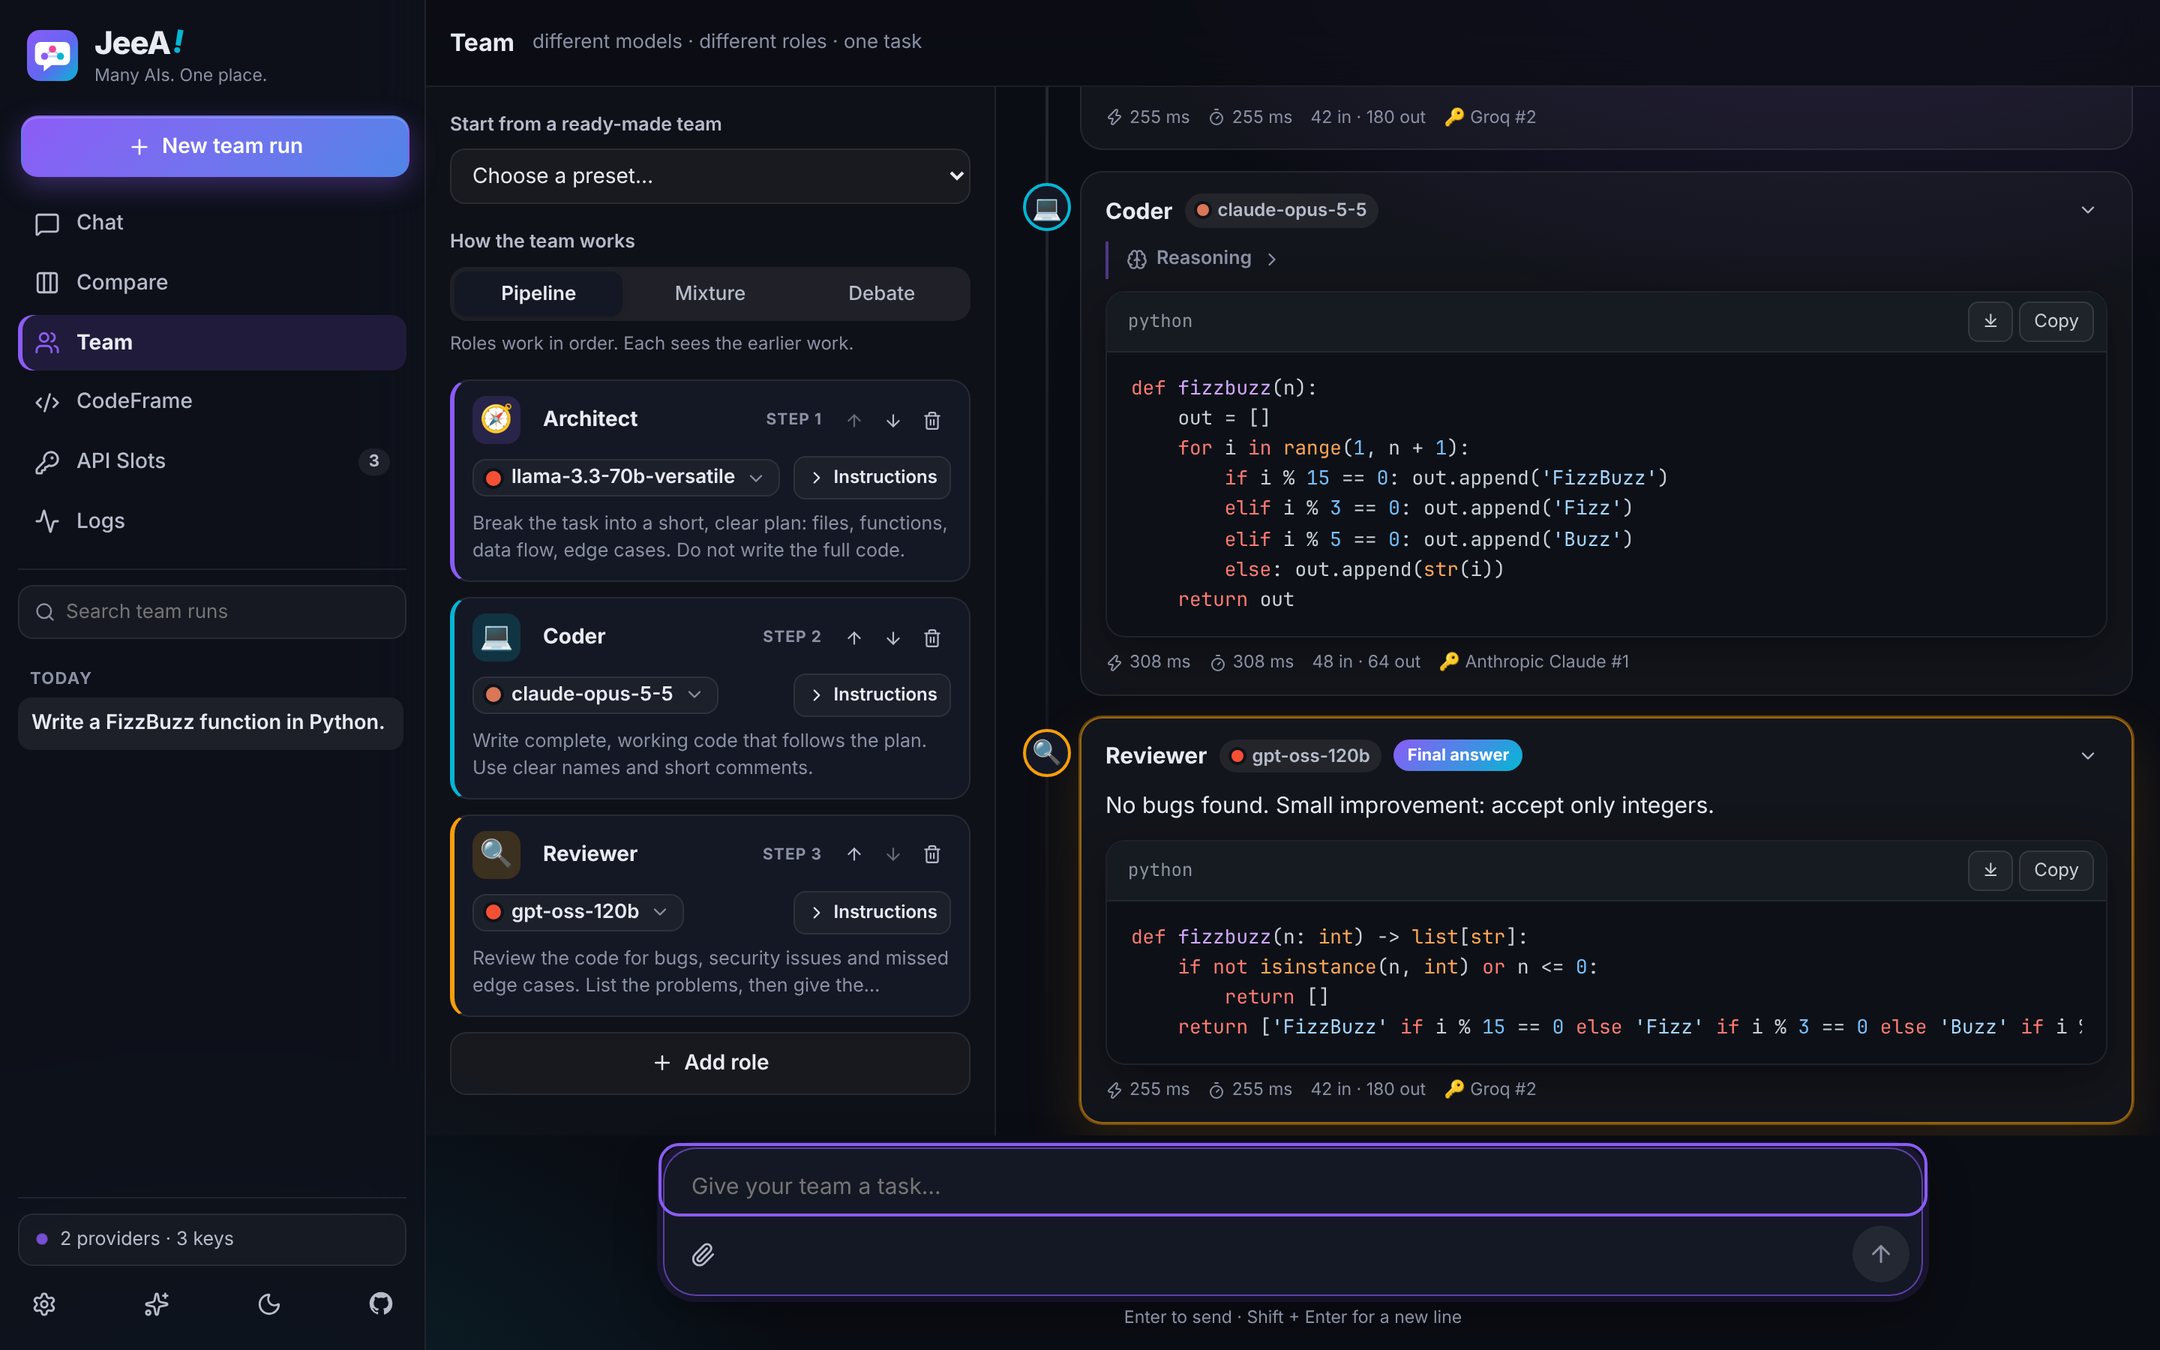 JeeA!
Many AIs. One place.
New team run
Chat
Compare
Team
CodeFrame
API Slots
3
Logs
Search team runs
TODAY
Write a FizzBuzz function in Python.
2 providers · 3 keys
Team
different models · different roles · one task
Start from a ready-made team
Choose a preset...
How the team works
Pipeline
Mixture
Debate
Roles work in order. Each sees the earlier work.
Architect
STEP 1
llama-3.3-70b-versatile
Instructions
Break the task into a short, clear plan: files, functions,
data flow, edge cases. Do not write the full code.
Coder
STEP 2
claude-opus-5-5
Instructions
Write complete, working code that follows the plan.
Use clear names and short comments.
Reviewer
STEP 3
gpt-oss-120b
Instructions
Review the code for bugs, security issues and missed
edge cases. List the problems, then give the...
Add role
255 ms 255 ms 42 in · 180 out Groq #2
Coder claude-opus-5-5
Reasoning
python
Copy
def fizzbuzz(n):
    out = []
    for i in range(1, n + 1):
        if i % 15 == 0: out.append('FizzBuzz')
        elif i % 3 == 0: out.append('Fizz')
        elif i % 5 == 0: out.append('Buzz')
        else: out.append(str(i))
    return out
308 ms 308 ms 48 in · 64 out Anthropic Claude #1
Reviewer gpt-oss-120b Final answer
No bugs found. Small improvement: accept only integers.
python
Copy
def fizzbuzz(n: int) -> list[str]:
    if not isinstance(n, int) or n <= 0:
        return []
    return ['FizzBuzz' if i % 15 == 0 else 'Fizz' if i % 3 == 0 else 'Buzz' if i
255 ms 255 ms 42 in · 180 out Groq #2
Give your team a task...
Enter to send · Shift + Enter for a new line